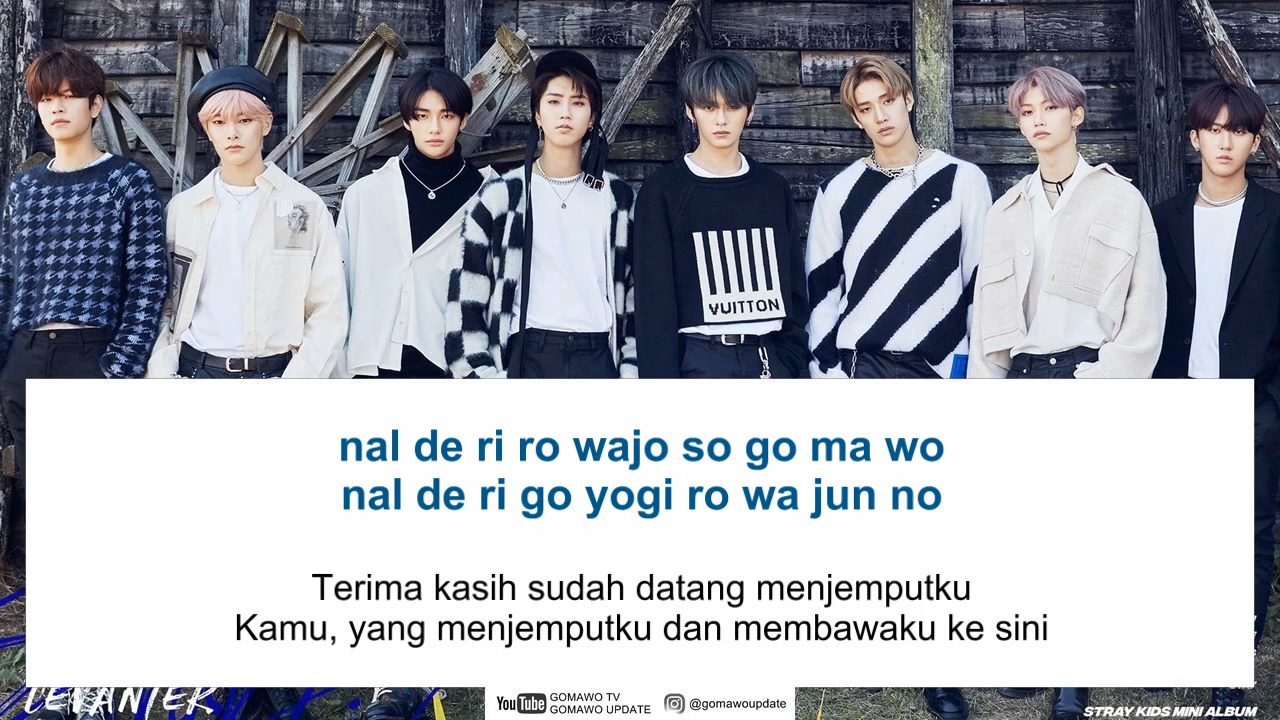 VUITTON
nal de ri ro wajo so go ma wo
nal de ri go yogi ro wa jun no
Terima kasih sudah datang menjemputku
Kamu, yang menjemputku dan membawaku ke sini
LEVANTER
YouTube GOMAWO TV
GOMAWO UPDATE
@gomawoupdate
STRAY KIDS MINI ALBUM